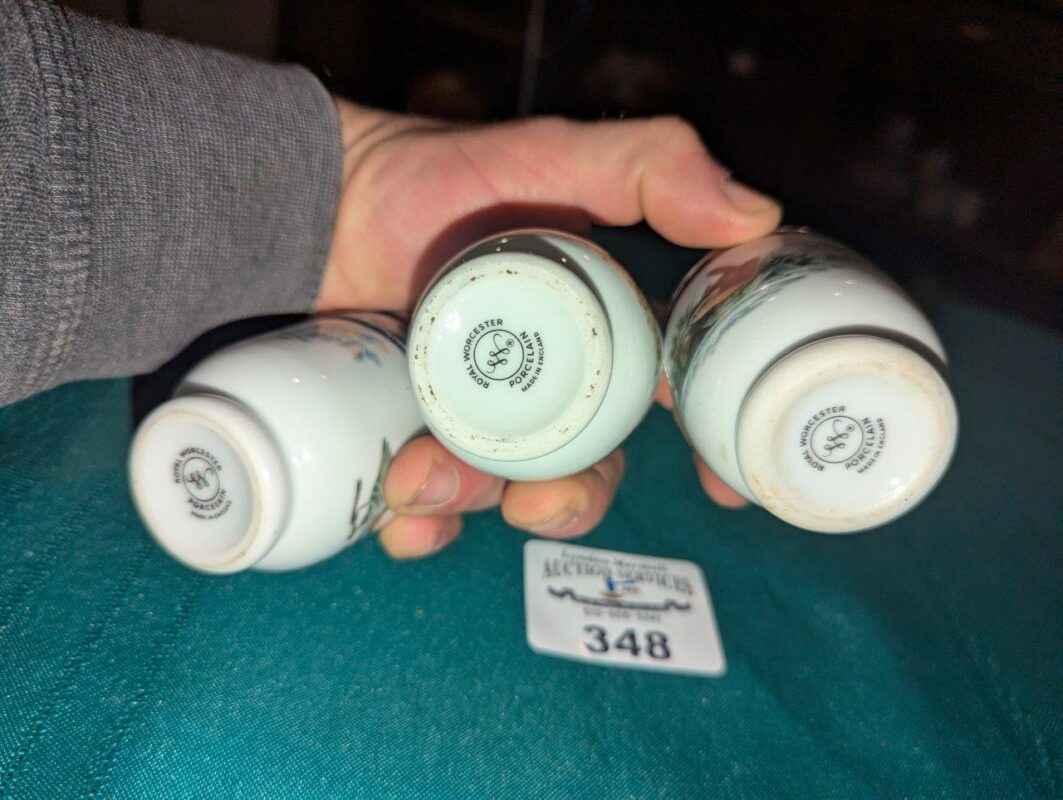 ROYAL WORCESTER
PORCELAIN
ROYAL WORCESTER
®
PORCELAIN
MADE IN ENGLAND
ROYAL WORCESTER
®
PORCELAIN
MADE IN ENGLAND
AUCTION SERVICES
348